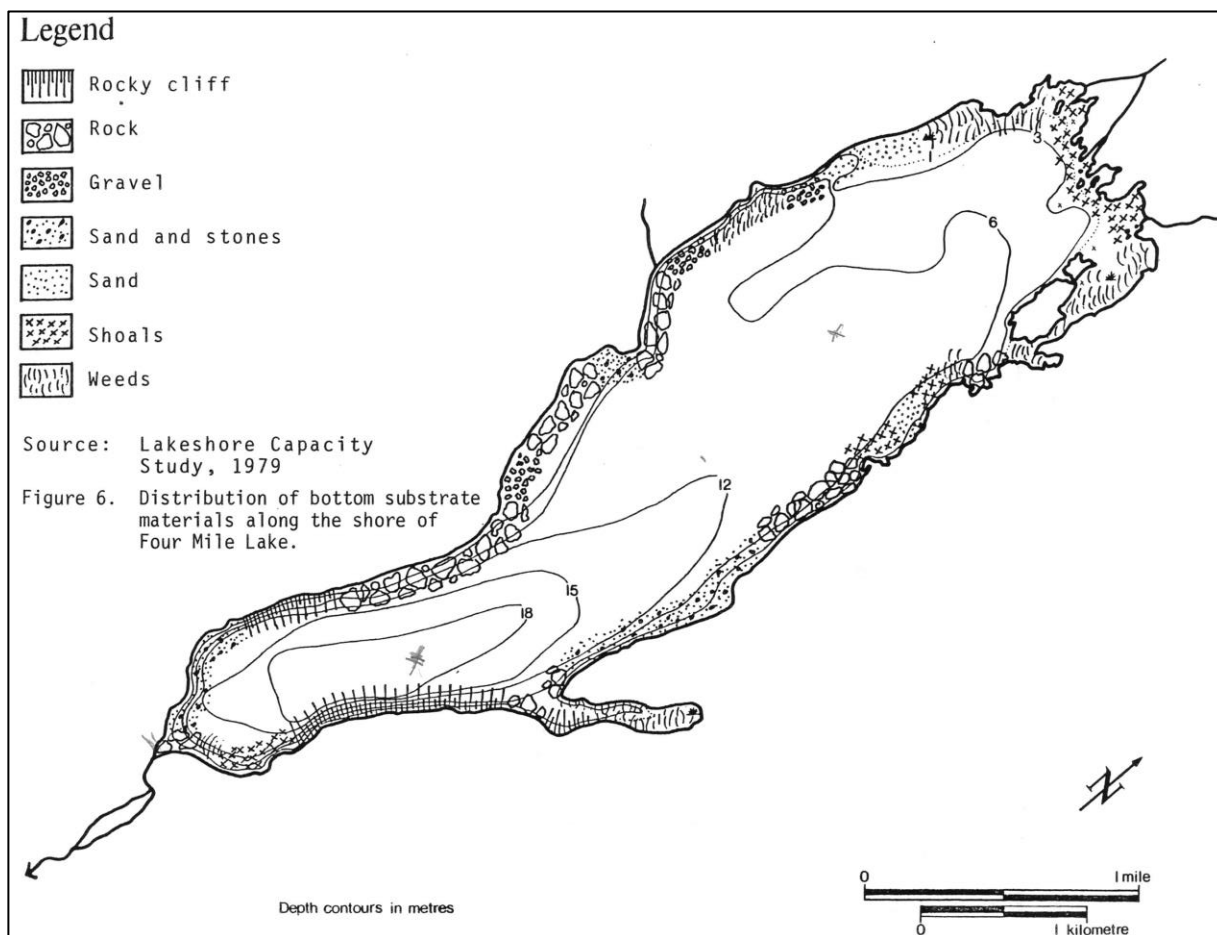 Legend
Rocky cliff
Rock
Gravel
Sand and stones
Sand
Shoals
Weeds
Source: Lakeshore Capacity
Study, 1979
Figure 6. Distribution of bottom substrate
materials along the shore of
Four Mile Lake.
3
6
12
15
18
N
Depth contours in metres
0 1 mile
0 1 kilometre